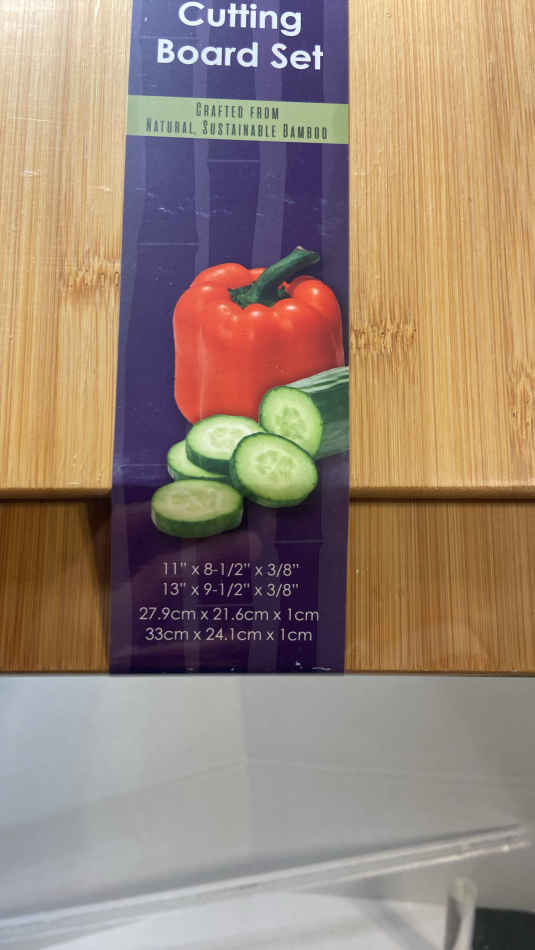 Cutting
Board Set
CRAFTED FROM
NATURAL, SUSTAINABLE BAMBOO
11” x 8-1/2” x 3/8”
13” x 9-1/2” x 3/8”
27.9cm x 21.6cm x 1cm
33cm x 24.1cm x 1cm